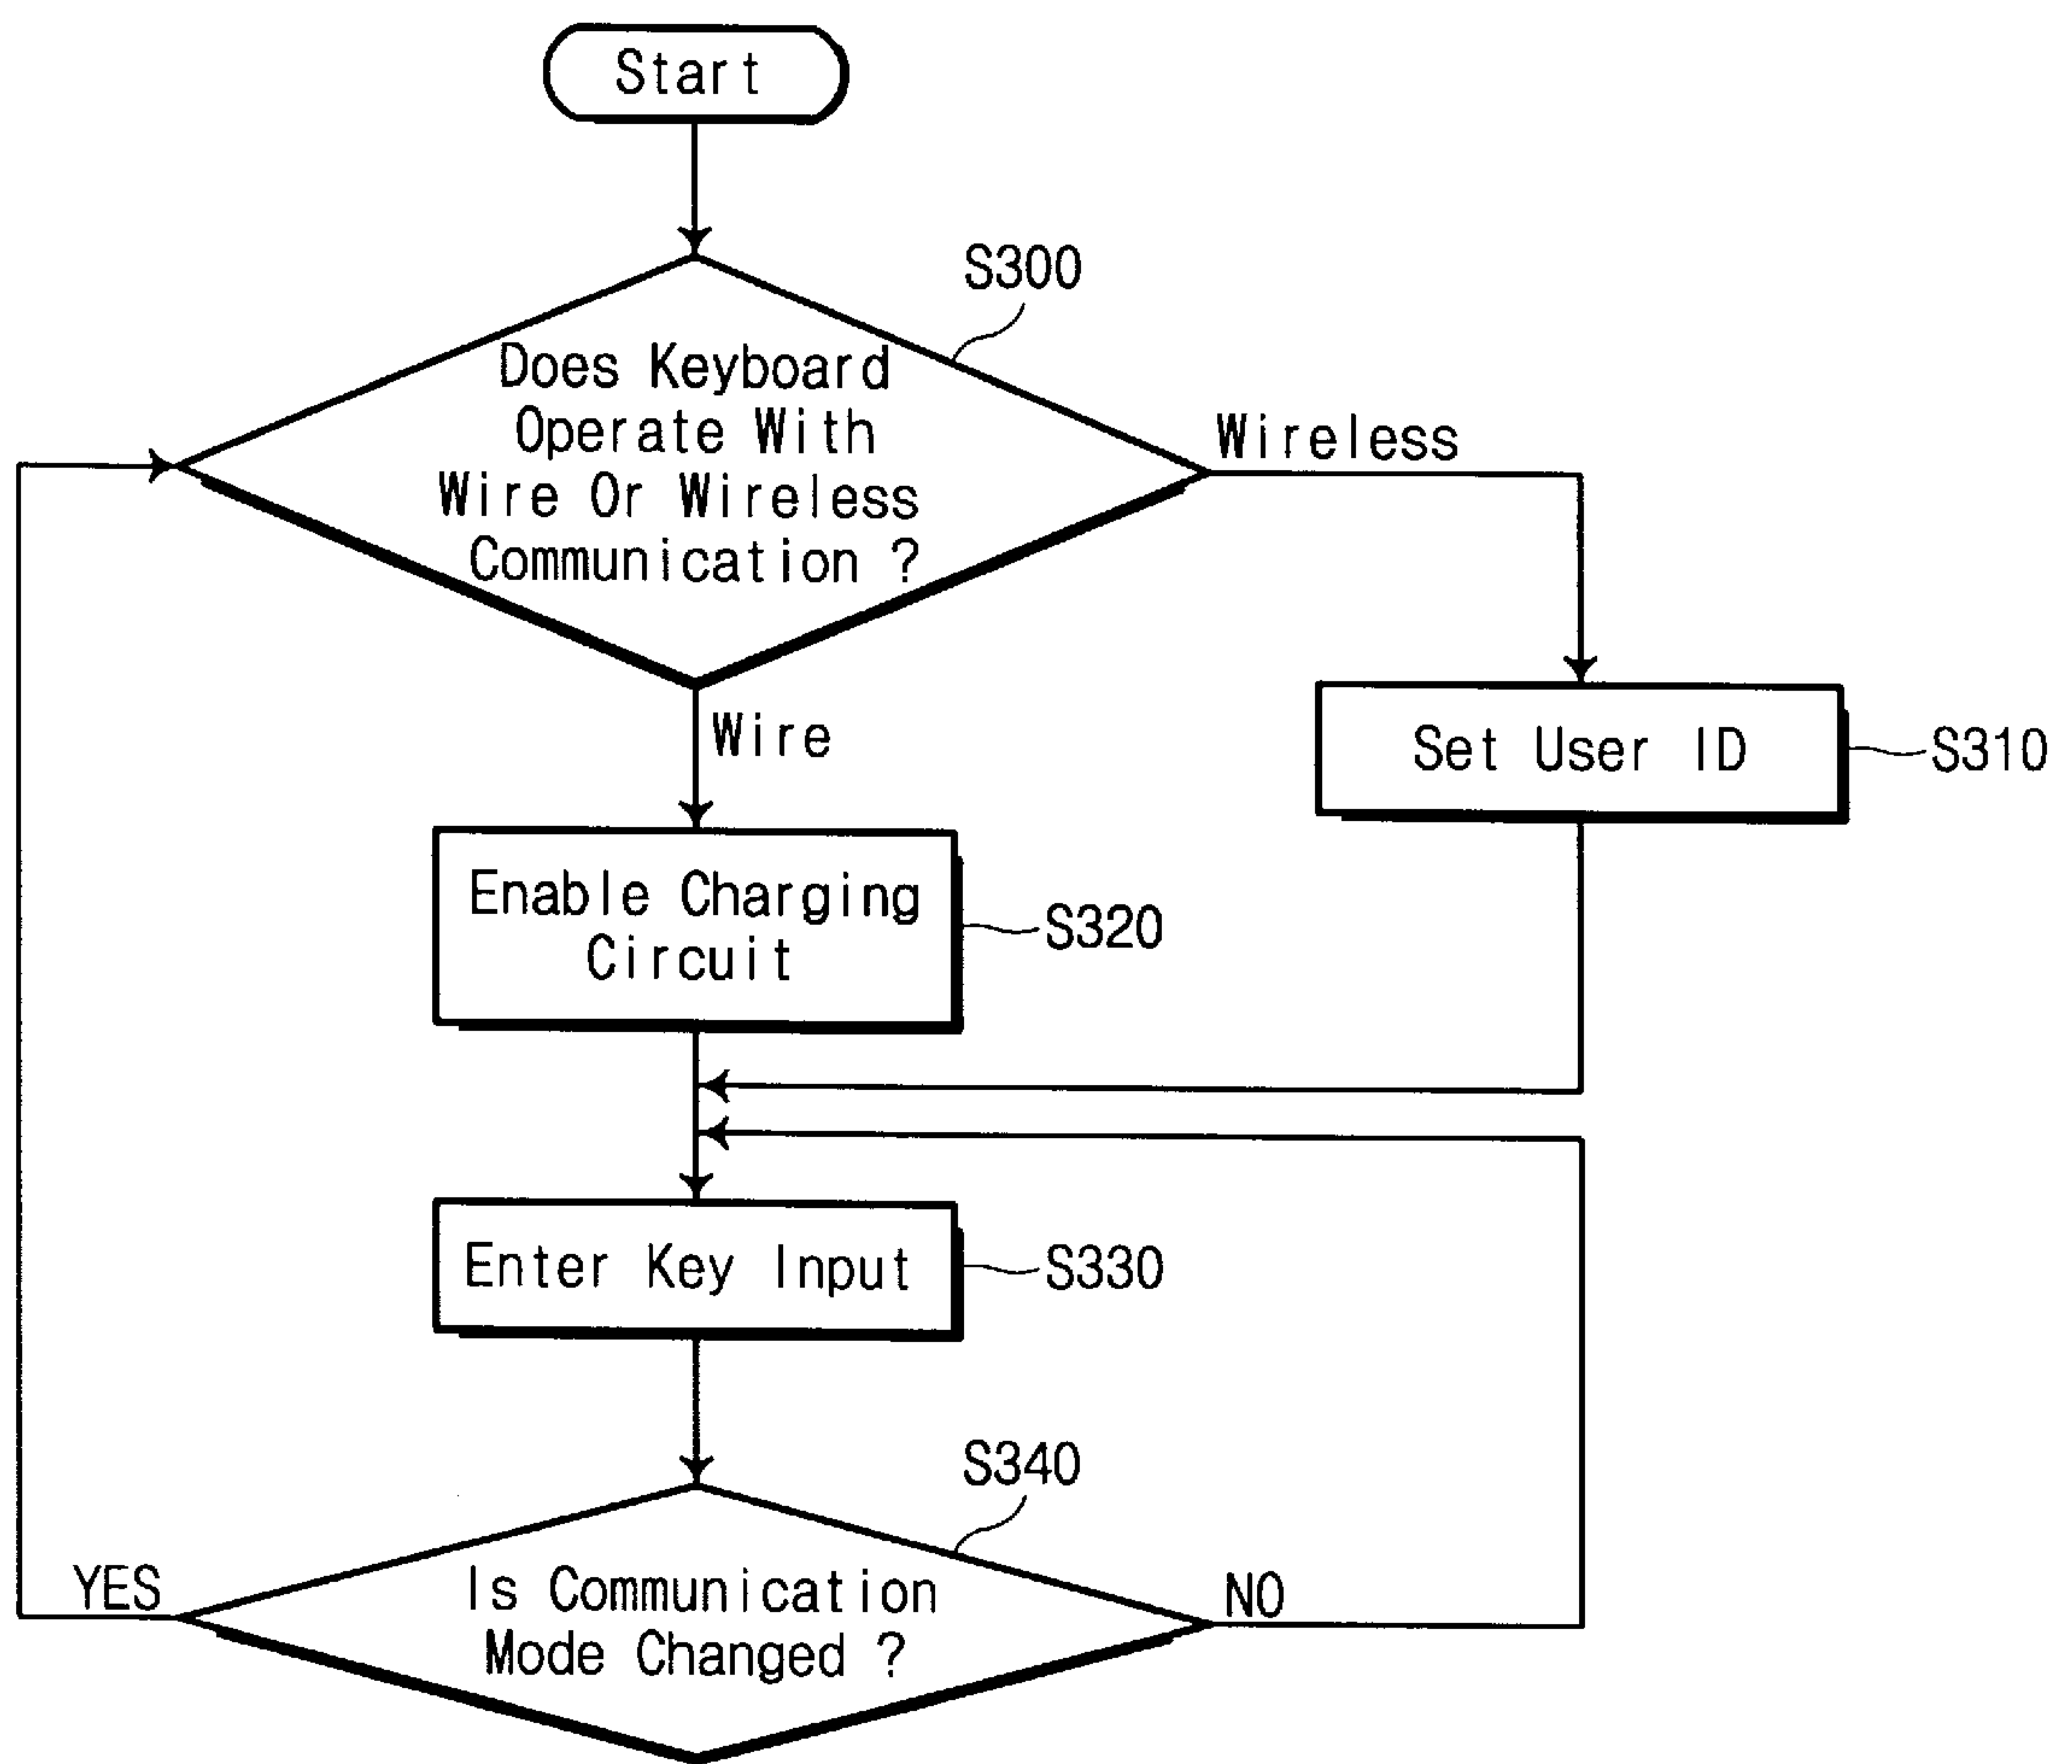 Start
S300
Does Keyboard
Operate With
Wire Or Wireless
Communication ?
Wireless
Wire
Set User ID
S310
Enable Charging
Circuit
S320
Enter Key Input
S330
S340
YES
Is Communication
Mode Changed ?
NO